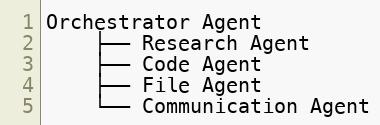 1 Orchestrator Agent
2     ├── Research Agent
3     ├── Code Agent
4     ├── File Agent
5     └── Communication Agent